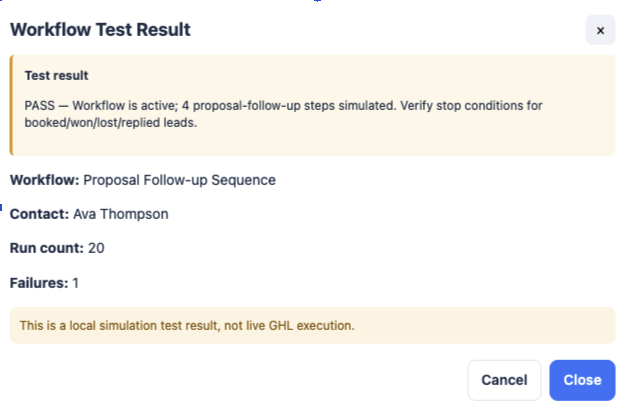 Workflow Test Result
×
Test result
PASS — Workflow is active; 4 proposal-follow-up steps simulated. Verify stop conditions for
booked/won/lost/replied leads.
Workflow: Proposal Follow-up Sequence
Contact: Ava Thompson
Run count: 20
Failures: 1
This is a local simulation test result, not live GHL execution.
Cancel
Close